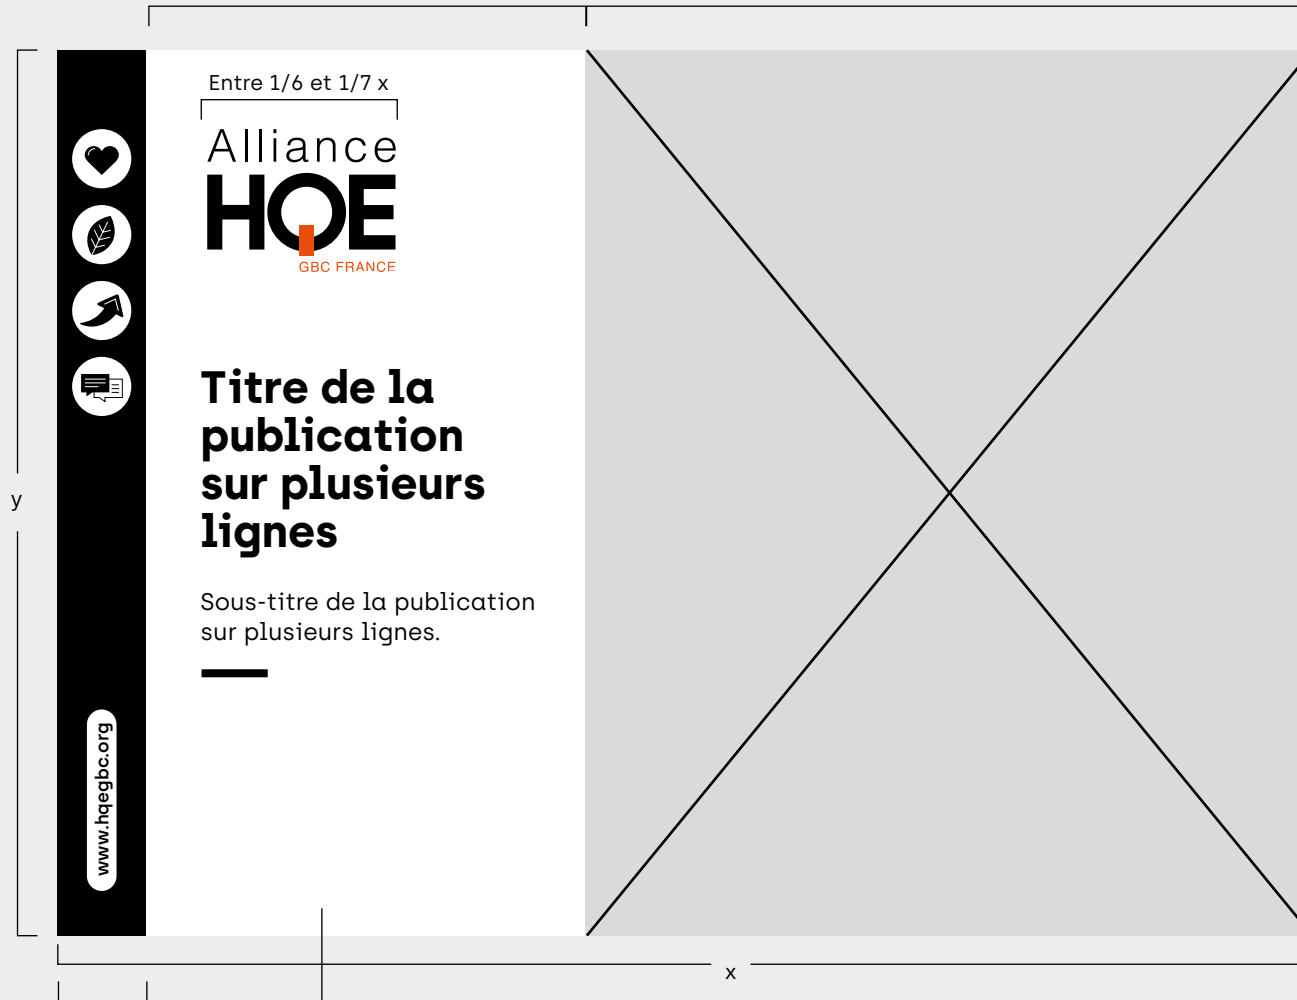 Entre 1/6 et 1/7 x
Alliance
HQE
GBC FRANCE
Titre de la
publication
sur plusieurs
lignes
Sous-titre de la publication
sur plusieurs lignes.
www.hqegbc.org
y
x